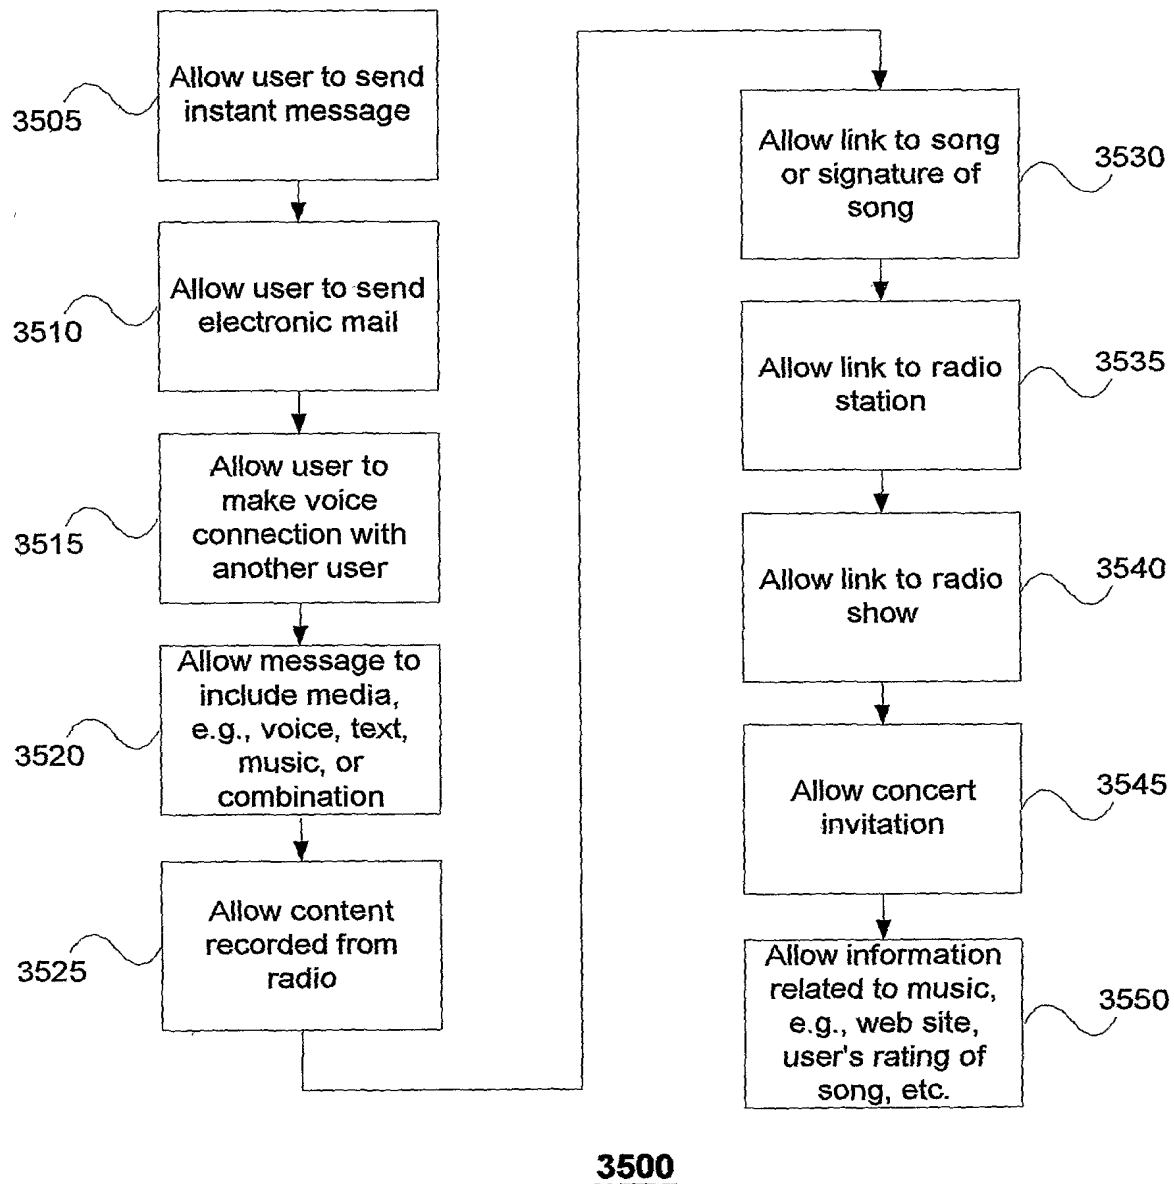 Allow user to send
instant message
3505
Allow user to send
electronic mail
3510
Allow user to
make voice
connection with
another user
3515
Allow message to
include media,
e.g., voice, text,
music, or
combination
3520
Allow content
recorded from
radio
3525
Allow link to song
or signature of
song
3530
Allow link to radio
station
3535
Allow link to radio
show
3540
Allow concert
invitation
3545
Allow information
related to music,
e.g., web site,
user's rating of
song, etc.
3550
3500